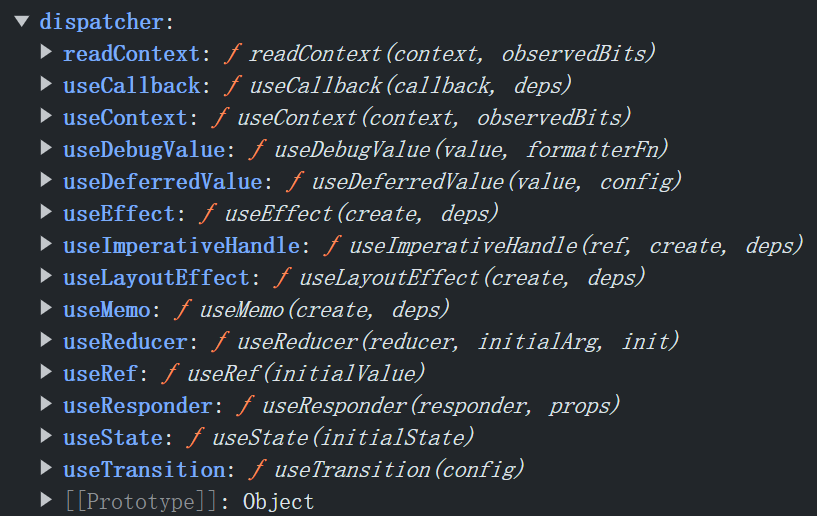 ▼ dispatcher:
▶ readContext: ƒ readContext(context, observedBits)
▶ useCallback: ƒ useCallback(callback, deps)
▶ useContext: ƒ useContext(context, observedBits)
▶ useDebugValue: ƒ useDebugValue(value, formatterFn)
▶ useDeferredValue: ƒ useDeferredValue(value, config)
▶ useEffect: ƒ useEffect(create, deps)
▶ useImperativeHandle: ƒ useImperativeHandle(ref, create, deps)
▶ useLayoutEffect: ƒ useLayoutEffect(create, deps)
▶ useMemo: ƒ useMemo(create, deps)
▶ useReducer: ƒ useReducer(reducer, initialArg, init)
▶ useRef: ƒ useRef(initialValue)
▶ useResponder: ƒ useResponder(responder, props)
▶ useState: ƒ useState(initialState)
▶ useTransition: ƒ useTransition(config)
▶ [[Prototype]]: Object